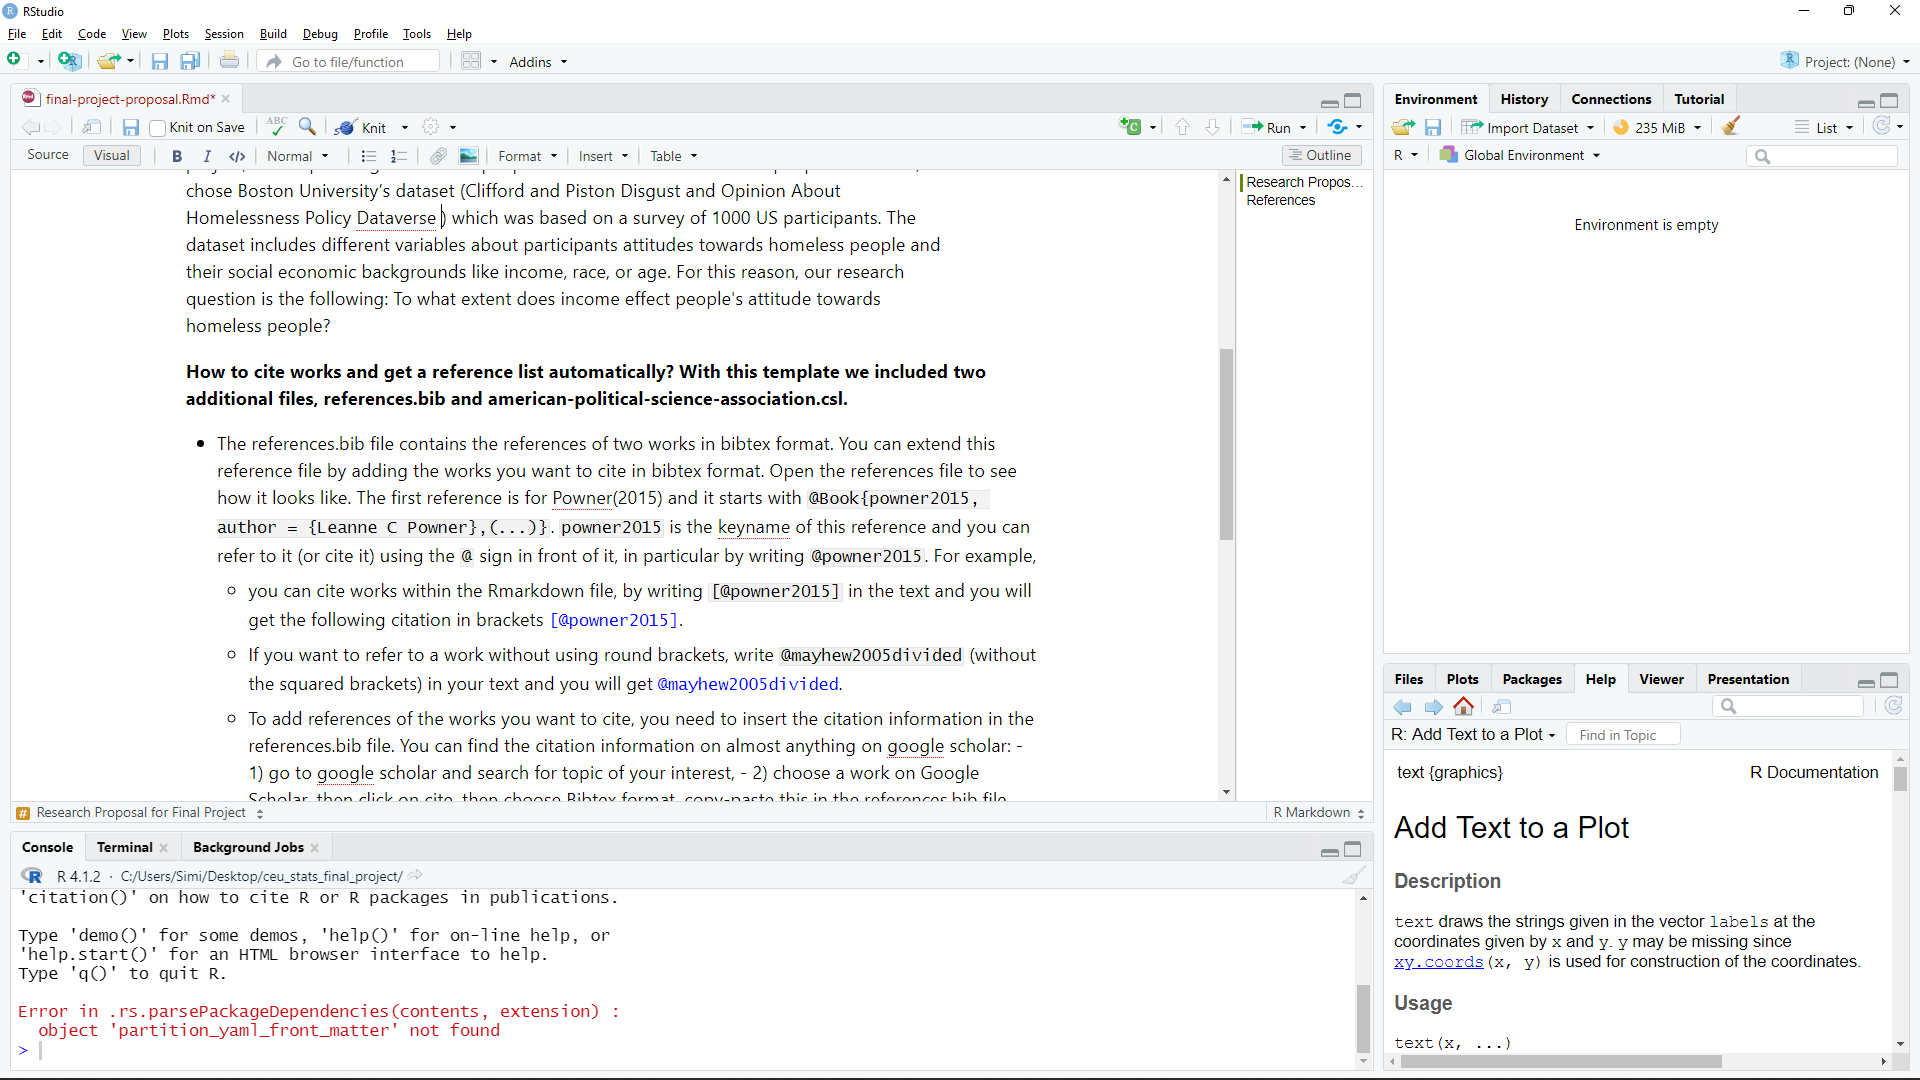 RStudio
File Edit Code View Plots Session Build Debug Profile Tools Help
Go to file/function Addins Project: (None)
final-project-proposal.Rmd*
Knit on Save ABC Knit Run
Source Visual B I </> Normal Format Insert Table Outline
chose Boston University's dataset (Clifford and Piston Disgust and Opinion About
Homelessness Policy Dataverse ) which was based on a survey of 1000 US participants. The
dataset includes different variables about participants attitudes towards homeless people and
their social economic backgrounds like income, race, or age. For this reason, our research
question is the following: To what extent does income effect people's attitude towards
homeless people?
How to cite works and get a reference list automatically? With this template we included two
additional files, references.bib and american-political-science-association.csl.
The references.bib file contains the references of two works in bibtex format. You can extend this
reference file by adding the works you want to cite in bibtex format. Open the references file to see
how it looks like. The first reference is for Powner(2015) and it starts with @Book{powner2015,
author = {Leanne C Powner},(...)}. powner2015 is the keyname of this reference and you can
refer to it (or cite it) using the @ sign in front of it, in particular by writing @powner2015. For example,
you can cite works within the Rmarkdown file, by writing [@powner2015] in the text and you will
get the following citation in brackets [@powner2015].
If you want to refer to a work without using round brackets, write @mayhew2005divided (without
the squared brackets) in your text and you will get @mayhew2005divided.
To add references of the works you want to cite, you need to insert the citation information in the
references.bib file. You can find the citation information on almost anything on google scholar: -
1) go to google scholar and search for topic of your interest, - 2) choose a work on Google
Scholar, then click on cite, then choose Bibtex format, copy-paste this in the references.bib file
Research Propos...
References
# Research Proposal for Final Project R Markdown
Console Terminal Background Jobs
R 4.1.2 · C:/Users/Simi/Desktop/ceu_stats_final_project/
'citation()' on how to cite R or R packages in publications.
Type 'demo()' for some demos, 'help()' for on-line help, or
'help.start()' for an HTML browser interface to help.
Type 'q()' to quit R.
Error in .rs.parsePackageDependencies(contents, extension) :
object 'partition_yaml_front_matter' not found
>
Environment History Connections Tutorial
Import Dataset 235 MiB List
R Global Environment
Environment is empty
Files Plots Packages Help Viewer Presentation
R: Add Text to a Plot Find in Topic
text {graphics} R Documentation
Add Text to a Plot
Description
text draws the strings given in the vector labels at the
coordinates given by x and y. y may be missing since
xy.coords(x, y) is used for construction of the coordinates.
Usage
text(x, ...)